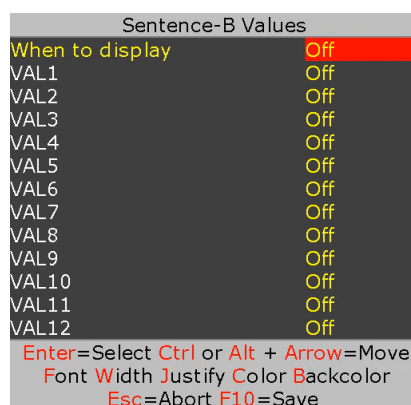 Sentence-B Values
When to display Off
VAL1 Off
VAL2 Off
VAL3 Off
VAL4 Off
VAL5 Off
VAL6 Off
VAL7 Off
VAL8 Off
VAL9 Off
VAL10 Off
VAL11 Off
VAL12 Off
Enter=Select Ctrl or Alt + Arrow=Move
Font Width Justify Color Backcolor
Esc=Abort F10=Save